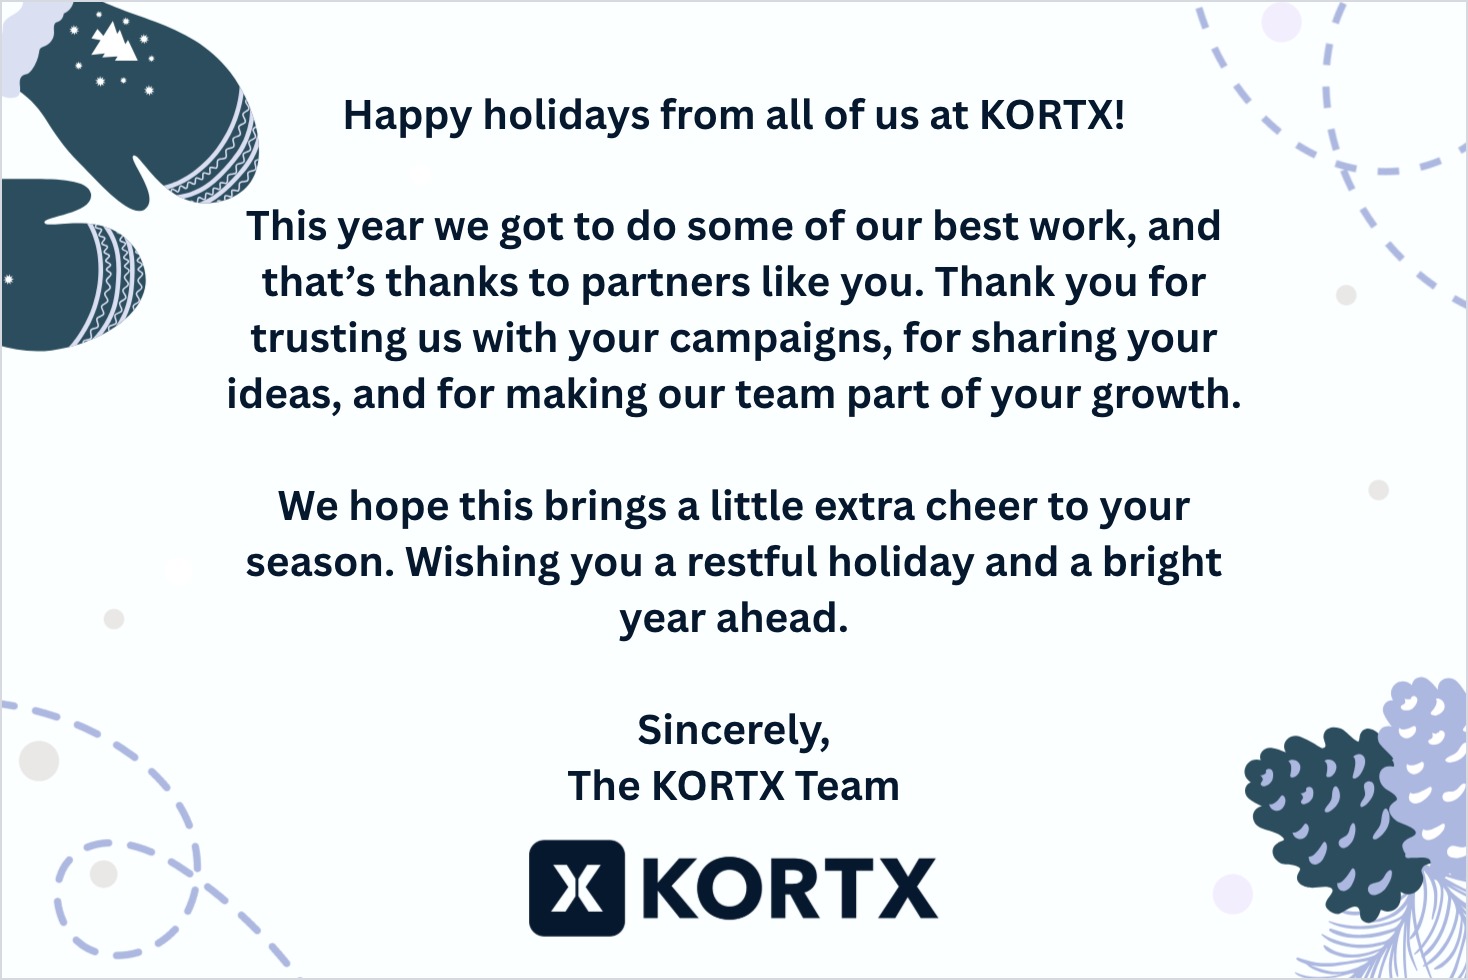 Happy holidays from all of us at KORTX!
This year we got to do some of our best work, and
that’s thanks to partners like you. Thank you for
trusting us with your campaigns, for sharing your
ideas, and for making our team part of your growth.
We hope this brings a little extra cheer to your
season. Wishing you a restful holiday and a bright
year ahead.
Sincerely,
The KORTX Team
X KORTX